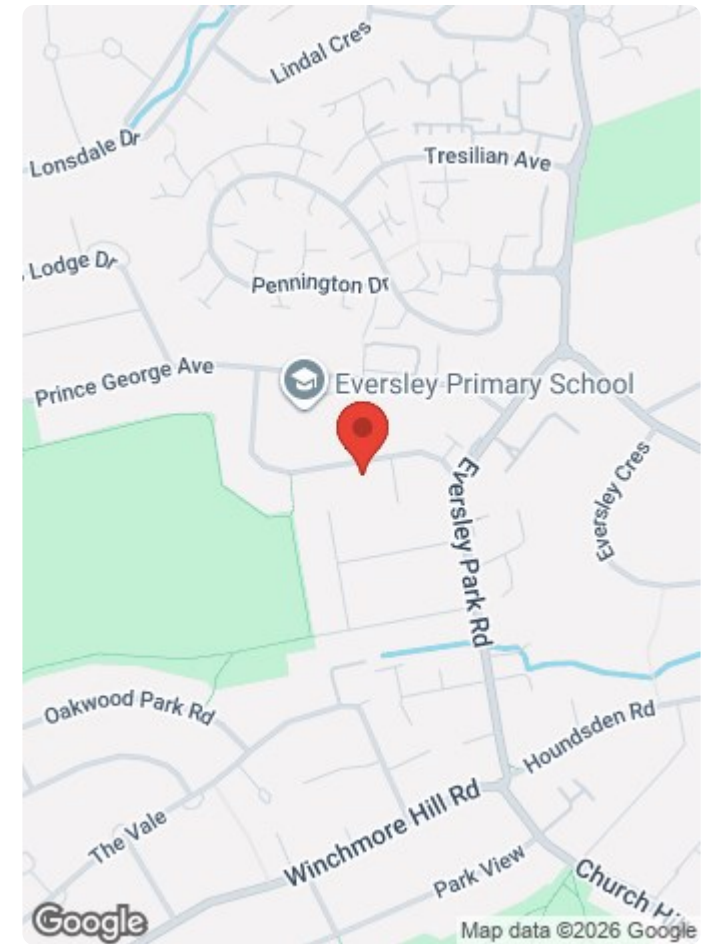 Lindal Cres
Lonsdale Dr
Tresilian Ave
Lodge Dr
Pennington Dr
Prince George Ave
Eversley Primary School
Eversley Cres
Eversley Park Rd
Oakwood Park Rd
Houndsden Rd
The Vale
Winchmore Hill Rd
Park View
Church Hil
Google
Map data ©2026 Google